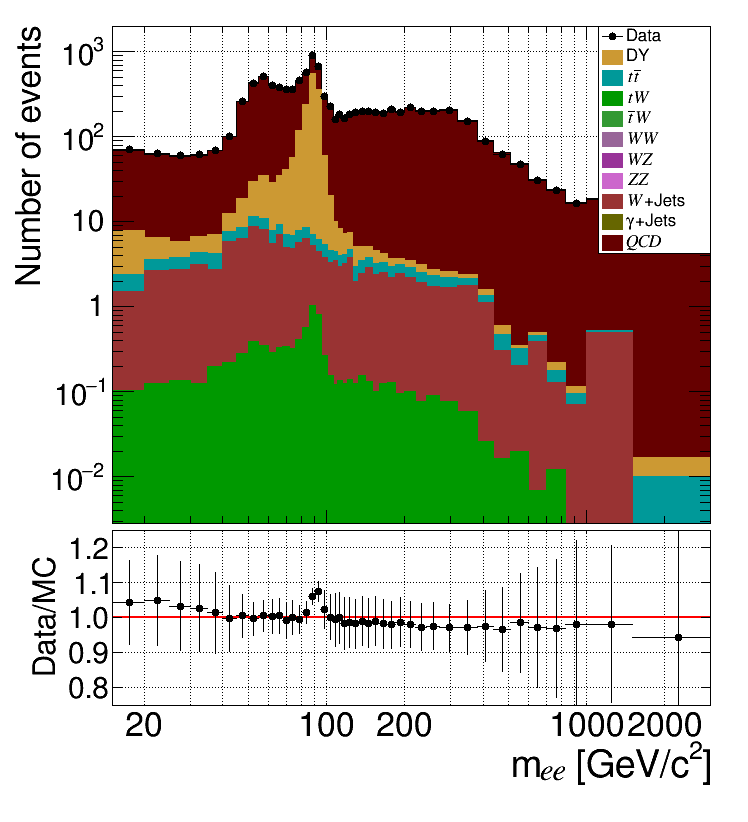 Number of events
10³
10²
10
1
10⁻¹
10⁻²
Data
DY
tt̅
tW
t̅W
WW
WZ
ZZ
W+Jets
γ+Jets
QCD
Data/MC
1.2
1.1
1.0
0.9
0.8
20 100 200 1000 2000
mₑₑ [GeV/c²]